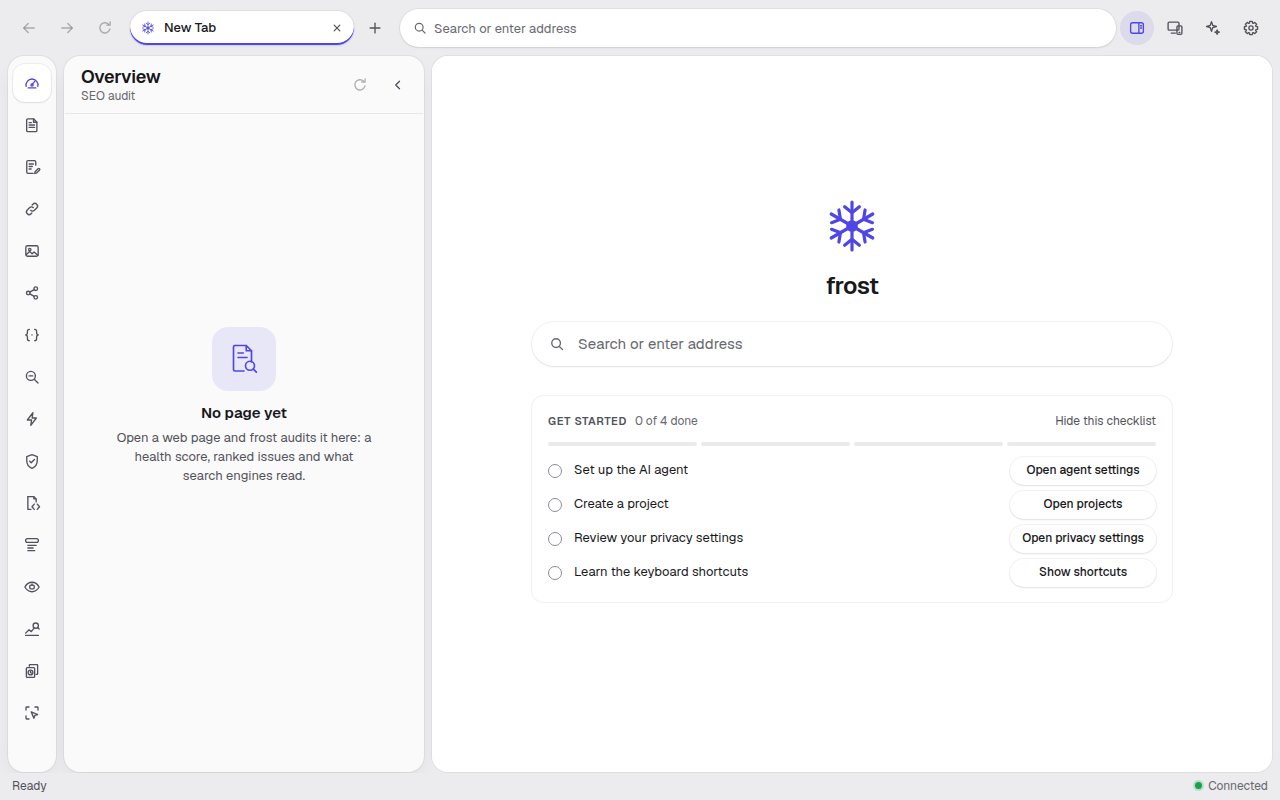 New Tab
Search or enter address
Overview
SEO audit
No page yet
Open a web page and frost audits it here: a
health score, ranked issues and what
search engines read.
frost
Search or enter address
GET STARTED 0 of 4 done Hide this checklist
Set up the AI agent Open agent settings
Create a project Open projects
Review your privacy settings Open privacy settings
Learn the keyboard shortcuts Show shortcuts
Ready Connected